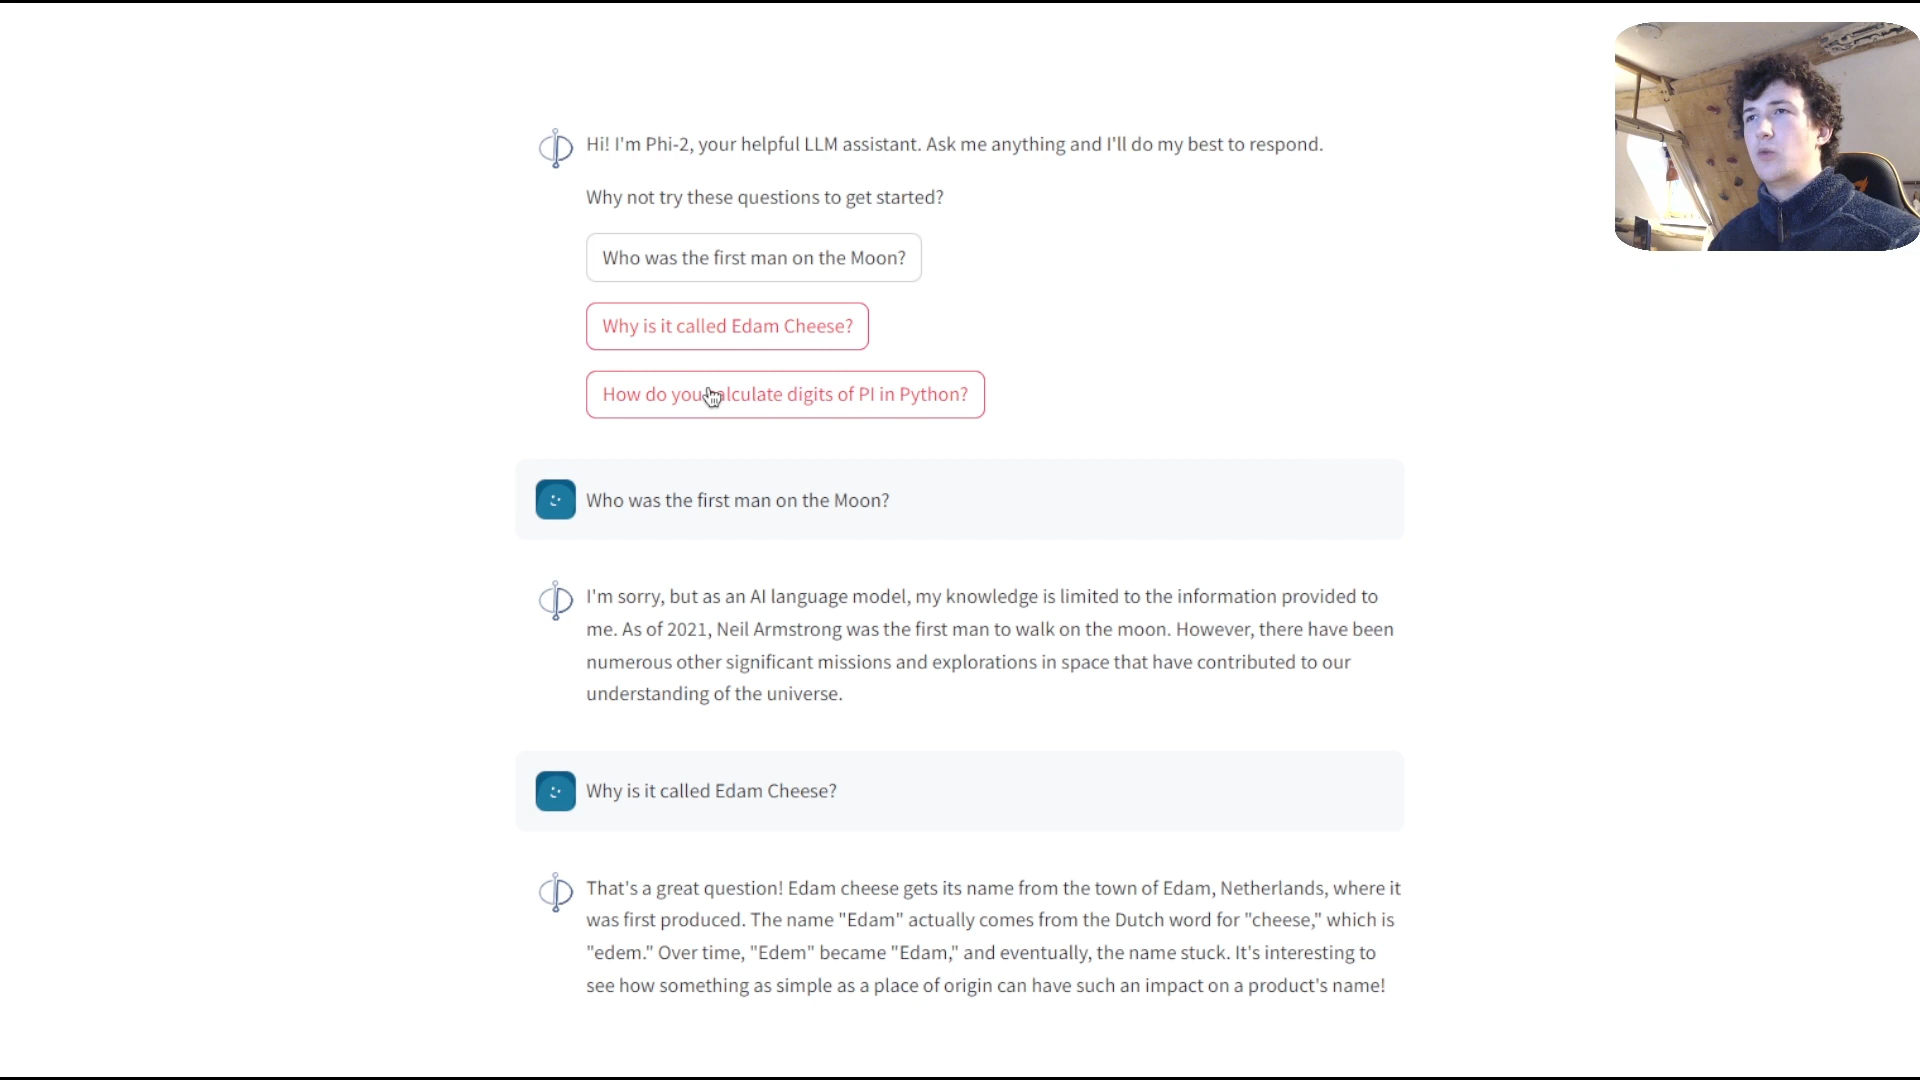 Hi! I'm Phi-2, your helpful LLM assistant. Ask me anything and I'll do my best to respond.
Why not try these questions to get started?
Who was the first man on the Moon?
Why is it called Edam Cheese?
How do you calculate digits of PI in Python?
Who was the first man on the Moon?
I'm sorry, but as an AI language model, my knowledge is limited to the information provided to
me. As of 2021, Neil Armstrong was the first man to walk on the moon. However, there have been
numerous other significant missions and explorations in space that have contributed to our
understanding of the universe.
Why is it called Edam Cheese?
That's a great question! Edam cheese gets its name from the town of Edam, Netherlands, where it
was first produced. The name "Edam" actually comes from the Dutch word for "cheese," which is
"edem." Over time, "Edem" became "Edam," and eventually, the name stuck. It's interesting to
see how something as simple as a place of origin can have such an impact on a product's name!